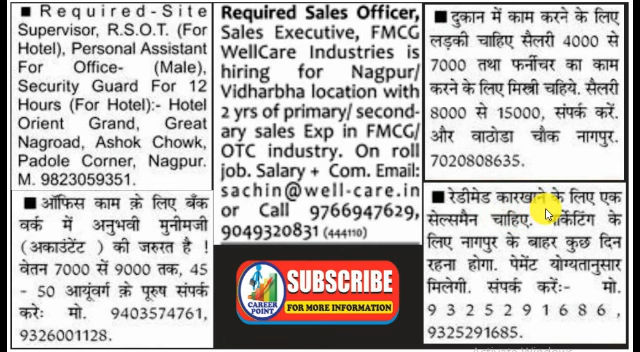 ■ Required-Site
Supervisor, R.S.O.T. (For
Hotel), Personal Assistant
For Office- (Male),
Security Guard For 12
Hours (For Hotel):- Hotel
Orient Grand, Great
Nagroad, Ashok Chowk,
Padole Corner, Nagpur.
M. 9823059351.
■ ऑफिस काम क़े लिए बैंक
वर्क में अनुभवी मुनीमजी
(अकाउंटेंट ) की जरुरत है !
वेतन 7000 से 9000 तक, 45
- 50 आयूवंर्ग क़े पुरूष संपर्क
करेः मो. 9403574761,
9326001128.
Required Sales Officer,
Sales Executive, FMCG
WellCare Industries is
hiring for Nagpur/
Vidharbha location with
2 yrs of primary/ second-
ary sales Exp in FMCG/
OTC industry. On roll
job. Salary + Com. Email:
sachin@well-care.in
or Call 9766947629,
9049320831 (444110)
CAREER
POINT
SUBSCRIBE
FOR MORE INFORMATION
■ दुकान में काम करने के लिए
लड़की चाहिए सैलरी 4000 से
7000 तथा फर्नीचर का काम
करने के लिए मिस्त्री चहिये. सैलरी
8000 से 15000, संपर्क करें.
और वाठोडा चौक नागपुर.
7020808635.
■ रेडीमेड कारखाने के लिए एक
सेल्समैन चाहिए. मार्केटिंग के
लिए नागपुर के बाहर कुछ दिन
रहना होगा. पेमेंट योग्यतानुसार
मिलेगी. संपर्क करें:- मो.
9325291686,
9325291685.